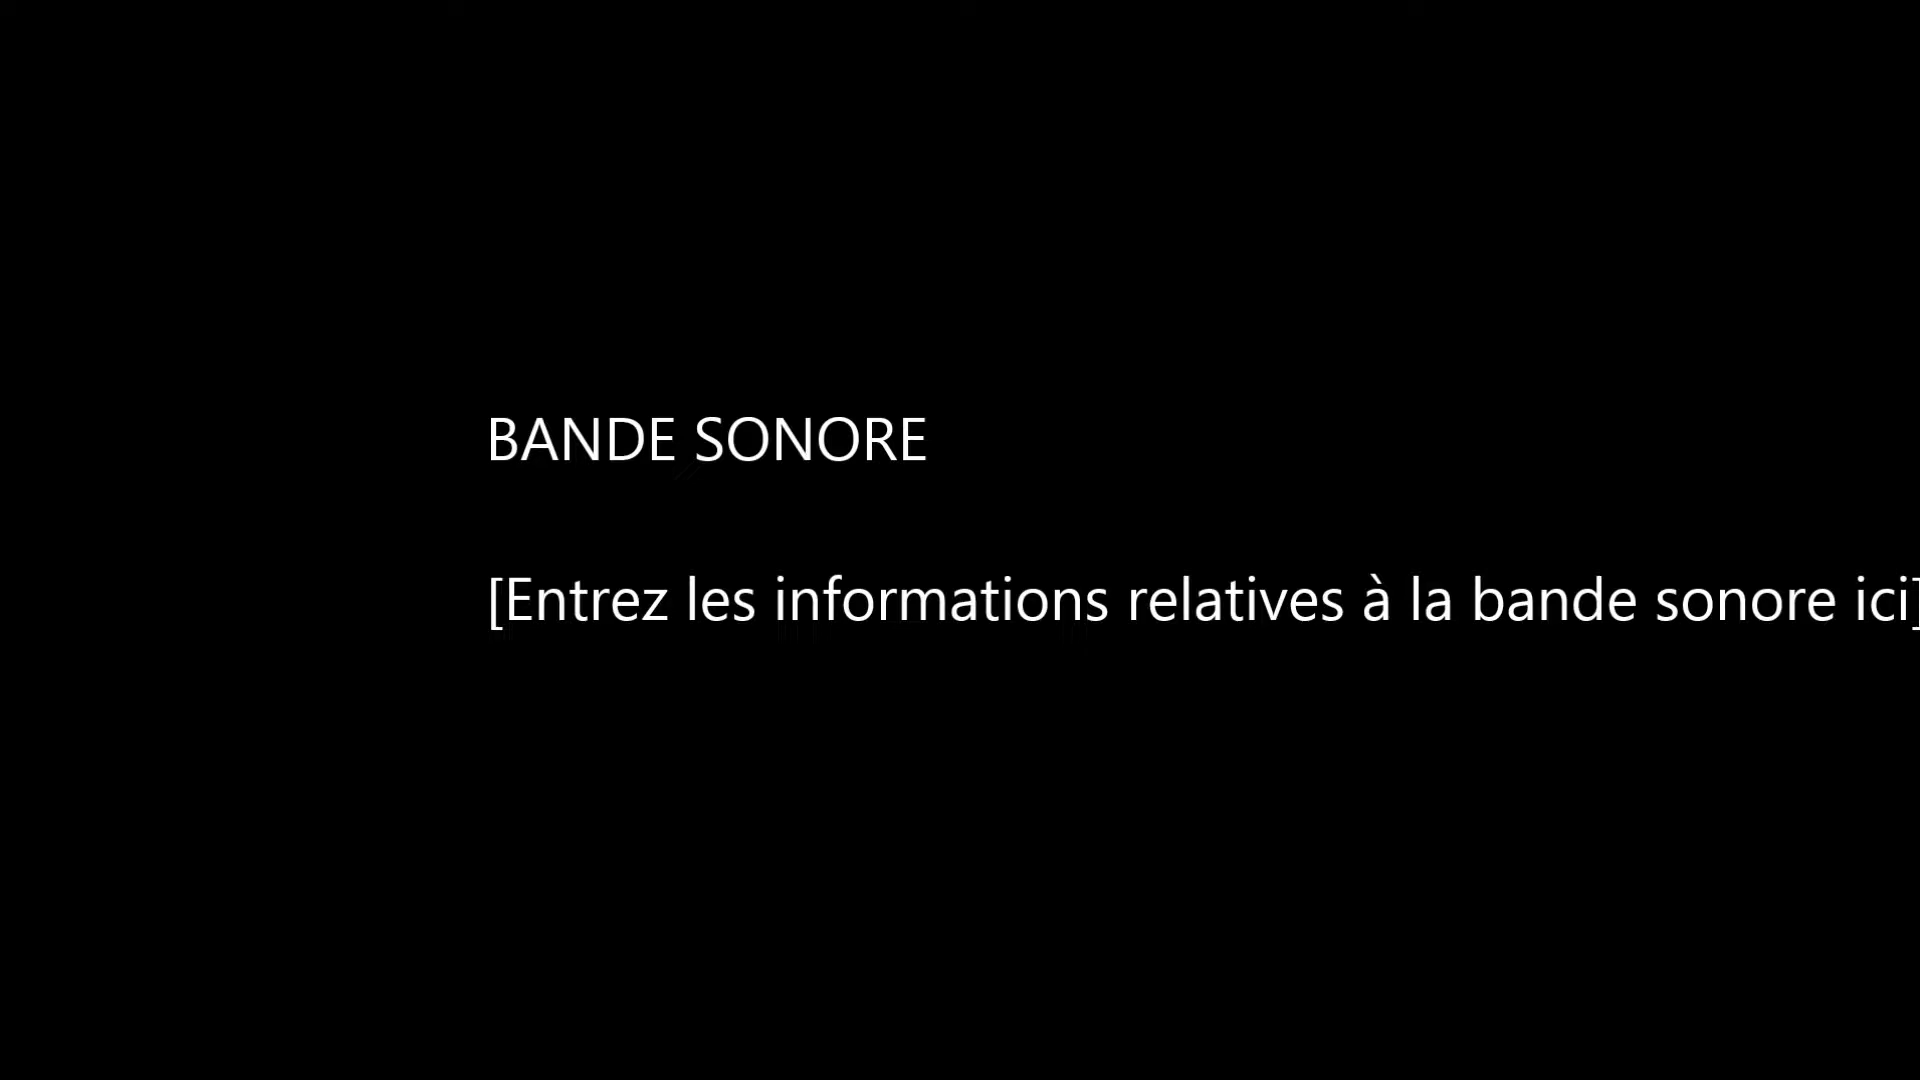 BANDE SONORE
[Entrez les informations relatives à la bande sonore ici]